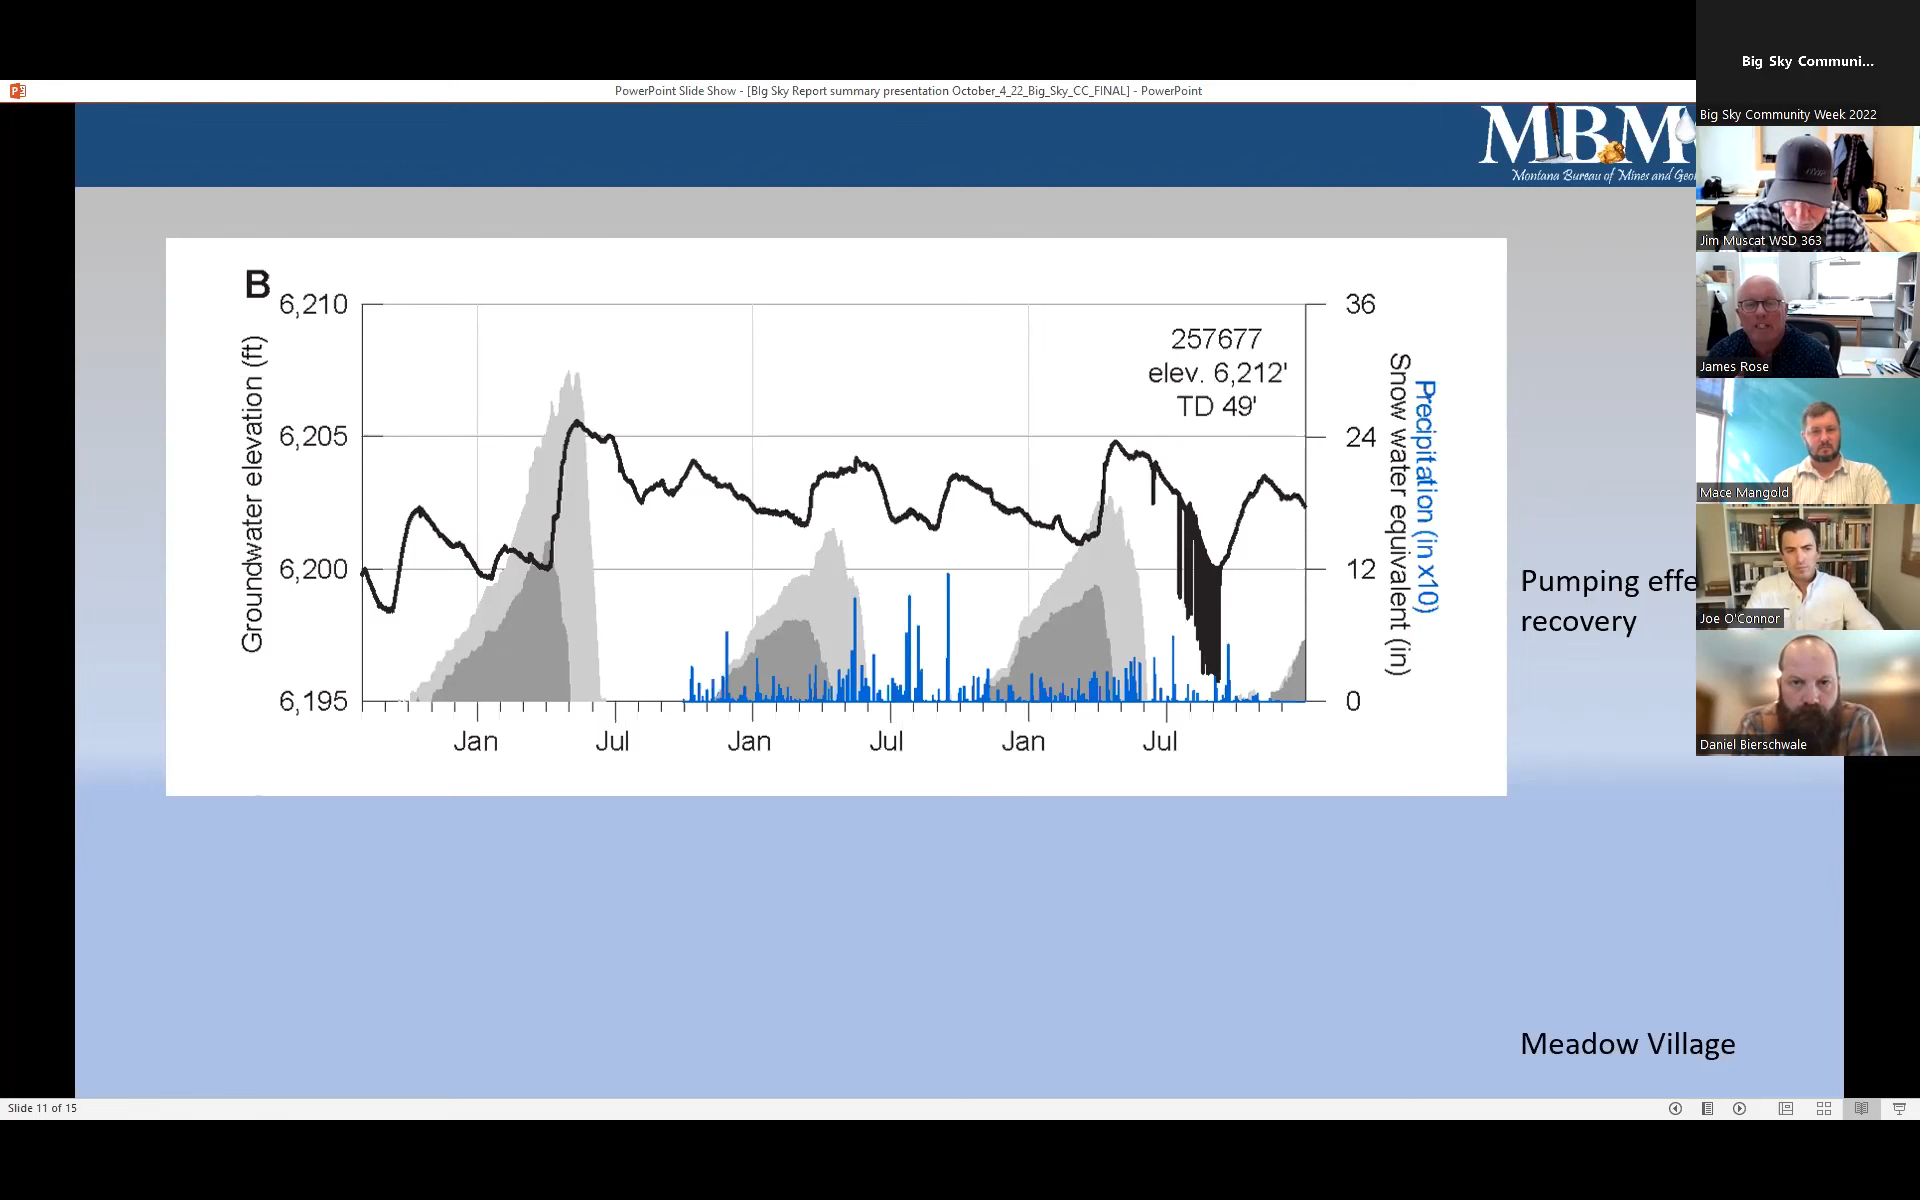 PowerPoint Slide Show - [BIg Sky Report summary presentation October_4_22_Big_Sky_CC_FINAL] - PowerPoint
Big Sky Communi...
Big Sky Community Week 2022
MBM
Montana Bureau of Mines and Geo
Jim Muscat WSD 363
James Rose
Mace Mangold
Joe O'Connor
Daniel Bierschwale
B
6,210
6,205
6,200
6,195
Groundwater elevation (ft)
257677
elev. 6,212'
TD 49'
36
24
12
0
Snow water equivalent (in)
Precipitation (in x10)
Jan
Jul
Jan
Jul
Jan
Jul
Pumping effe
recovery
Meadow Village
Slide 11 of 15